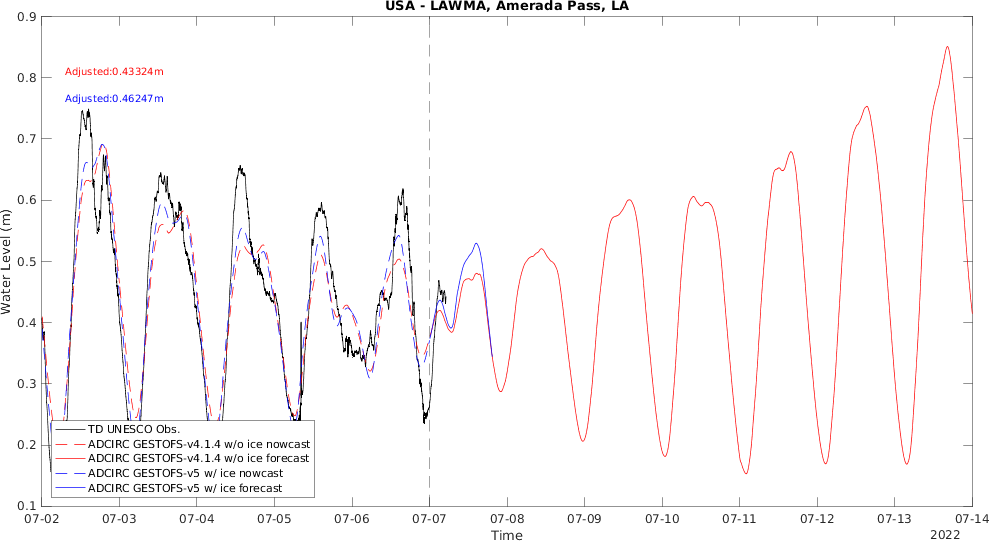 USA - LAWMA, Amerada Pass, LA
0.9
0.8
0.7
0.6
0.5
0.4
0.3
0.2
0.1
Water Level (m)
Adjusted:0.43324m
Adjusted:0.46247m
TD UNESCO Obs.
ADCIRC GESTOFS-v4.1.4 w/o ice nowcast
ADCIRC GESTOFS-v4.1.4 w/o ice forecast
ADCIRC GESTOFS-v5 w/ ice nowcast
ADCIRC GESTOFS-v5 w/ ice forecast
07-02 07-03 07-04 07-05 07-06 07-07 07-08 07-09 07-10 07-11 07-12 07-13 07-14
Time
2022